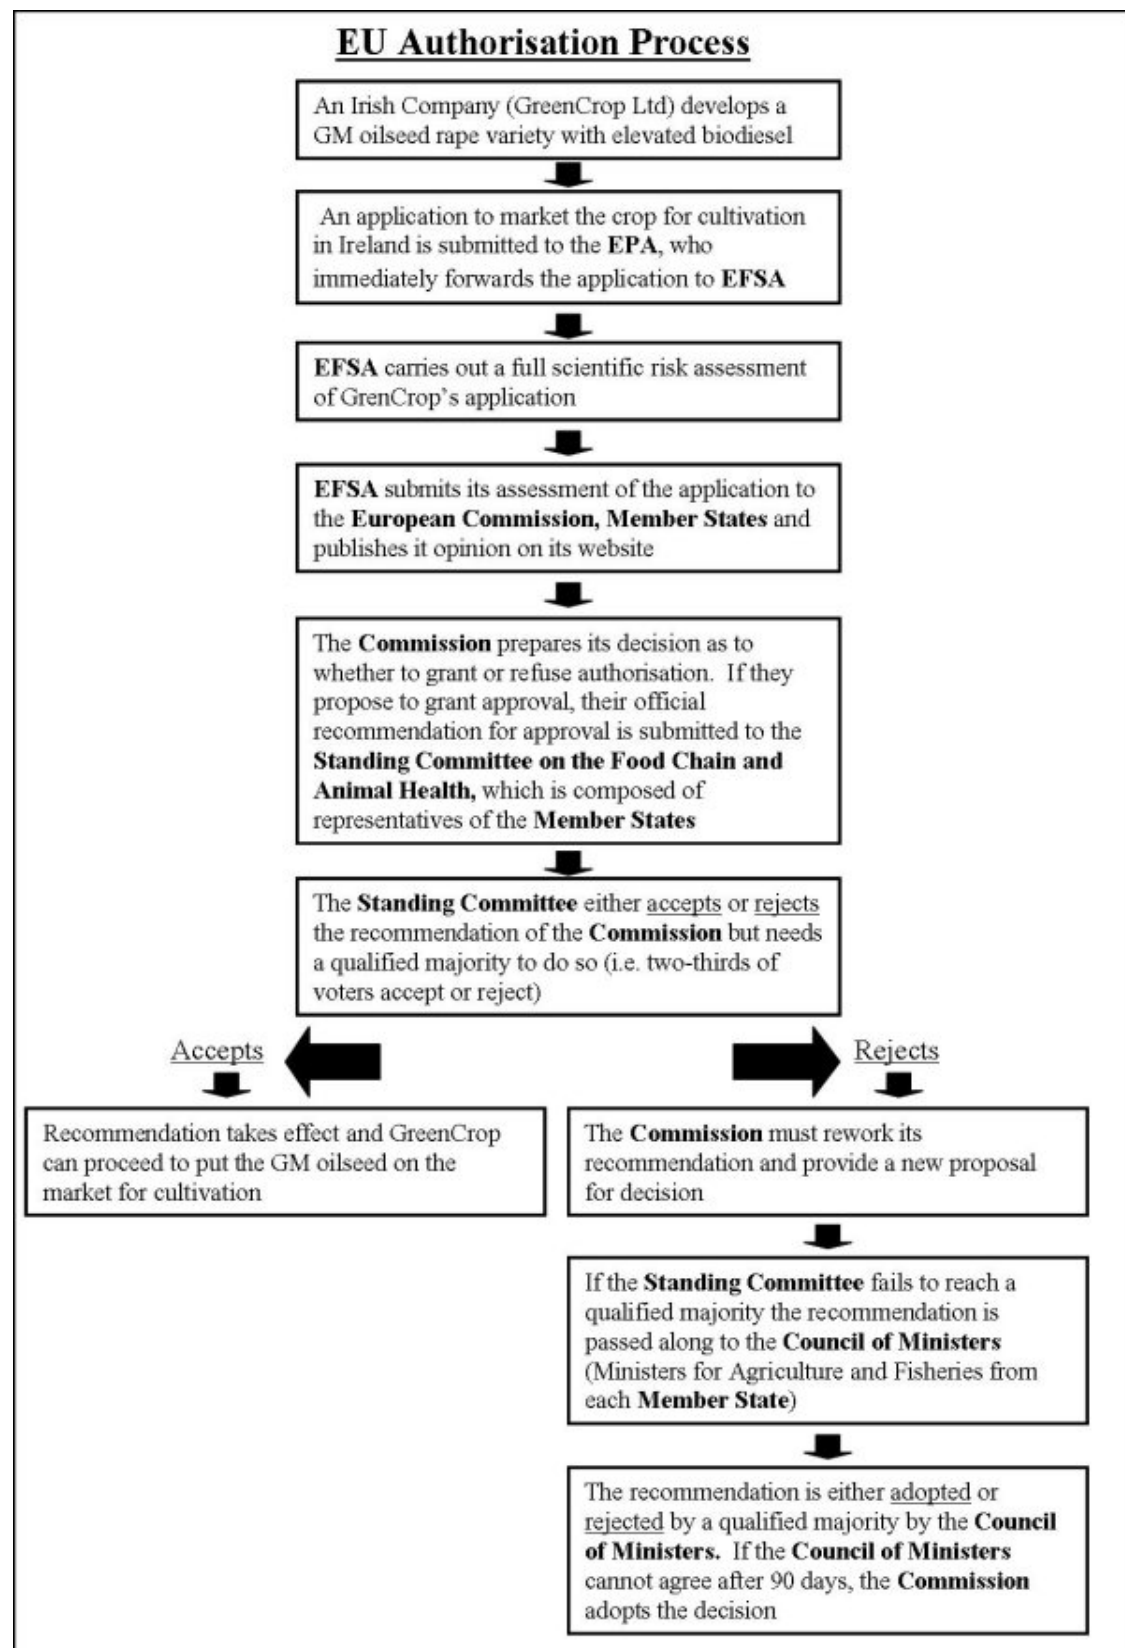 EU Authorisation Process
An Irish Company (GreenCrop Ltd) develops a
GM oilseed rape variety with elevated biodiesel
An application to market the crop for cultivation
in Ireland is submitted to the EPA, who
immediately forwards the application to EFSA
EFSA carries out a full scientific risk assessment
of GrenCrop’s application
EFSA submits its assessment of the application to
the European Commission, Member States and
publishes it opinion on its website
The Commission prepares its decision as to
whether to grant or refuse authorisation.  If they
propose to grant approval, their official
recommendation for approval is submitted to the
Standing Committee on the Food Chain and
Animal Health, which is composed of
representatives of the Member States
The Standing Committee either accepts or rejects
the recommendation of the Commission but needs
a qualified majority to do so (i.e. two-thirds of
voters accept or reject)
Accepts
Recommendation takes effect and GreenCrop
can proceed to put the GM oilseed on the
market for cultivation
Rejects
The Commission must rework its
recommendation and provide a new proposal
for decision
If the Standing Committee fails to reach a
qualified majority the recommendation is
passed along to the Council of Ministers
(Ministers for Agriculture and Fisheries from
each Member State)
The recommendation is either adopted or
rejected by a qualified majority by the Council
of Ministers.  If the Council of Ministers
cannot agree after 90 days, the Commission
adopts the decision